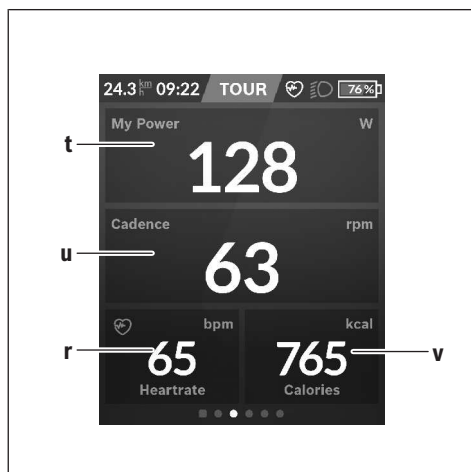 24.3 km/h 09:22 TOUR 76%
My Power W
t
128
Cadence rpm
u
63
bpm kcal
r
65 765
v
Heartrate Calories